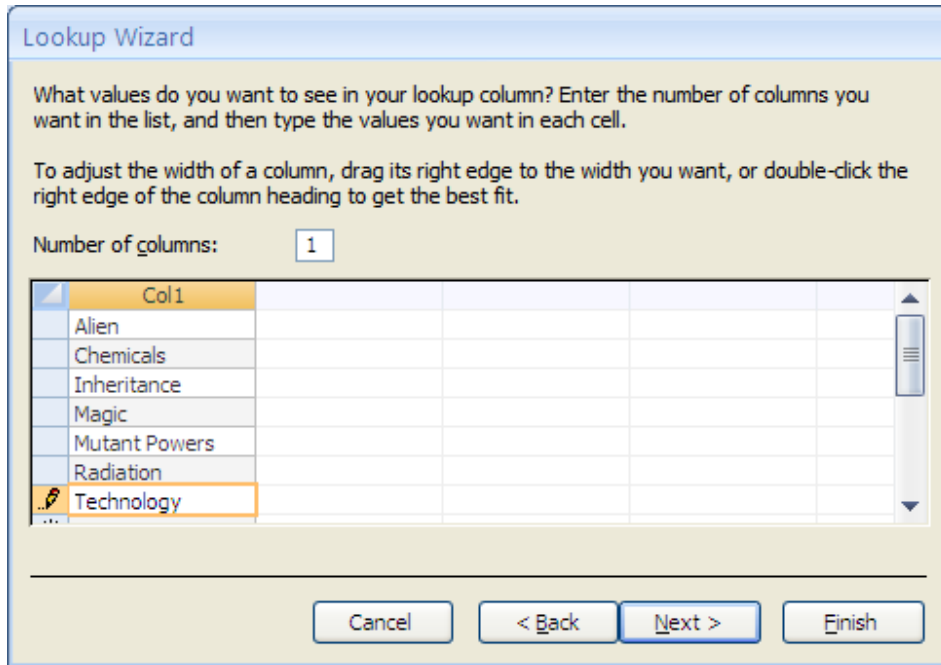 Lookup Wizard
What values do you want to see in your lookup column? Enter the number of columns you
want in the list, and then type the values you want in each cell.
To adjust the width of a column, drag its right edge to the width you want, or double-click the
right edge of the column heading to get the best fit.
Number of columns: 1
Col1
Alien
Chemicals
Inheritance
Magic
Mutant Powers
Radiation
Technology
Cancel < Back Next > Finish